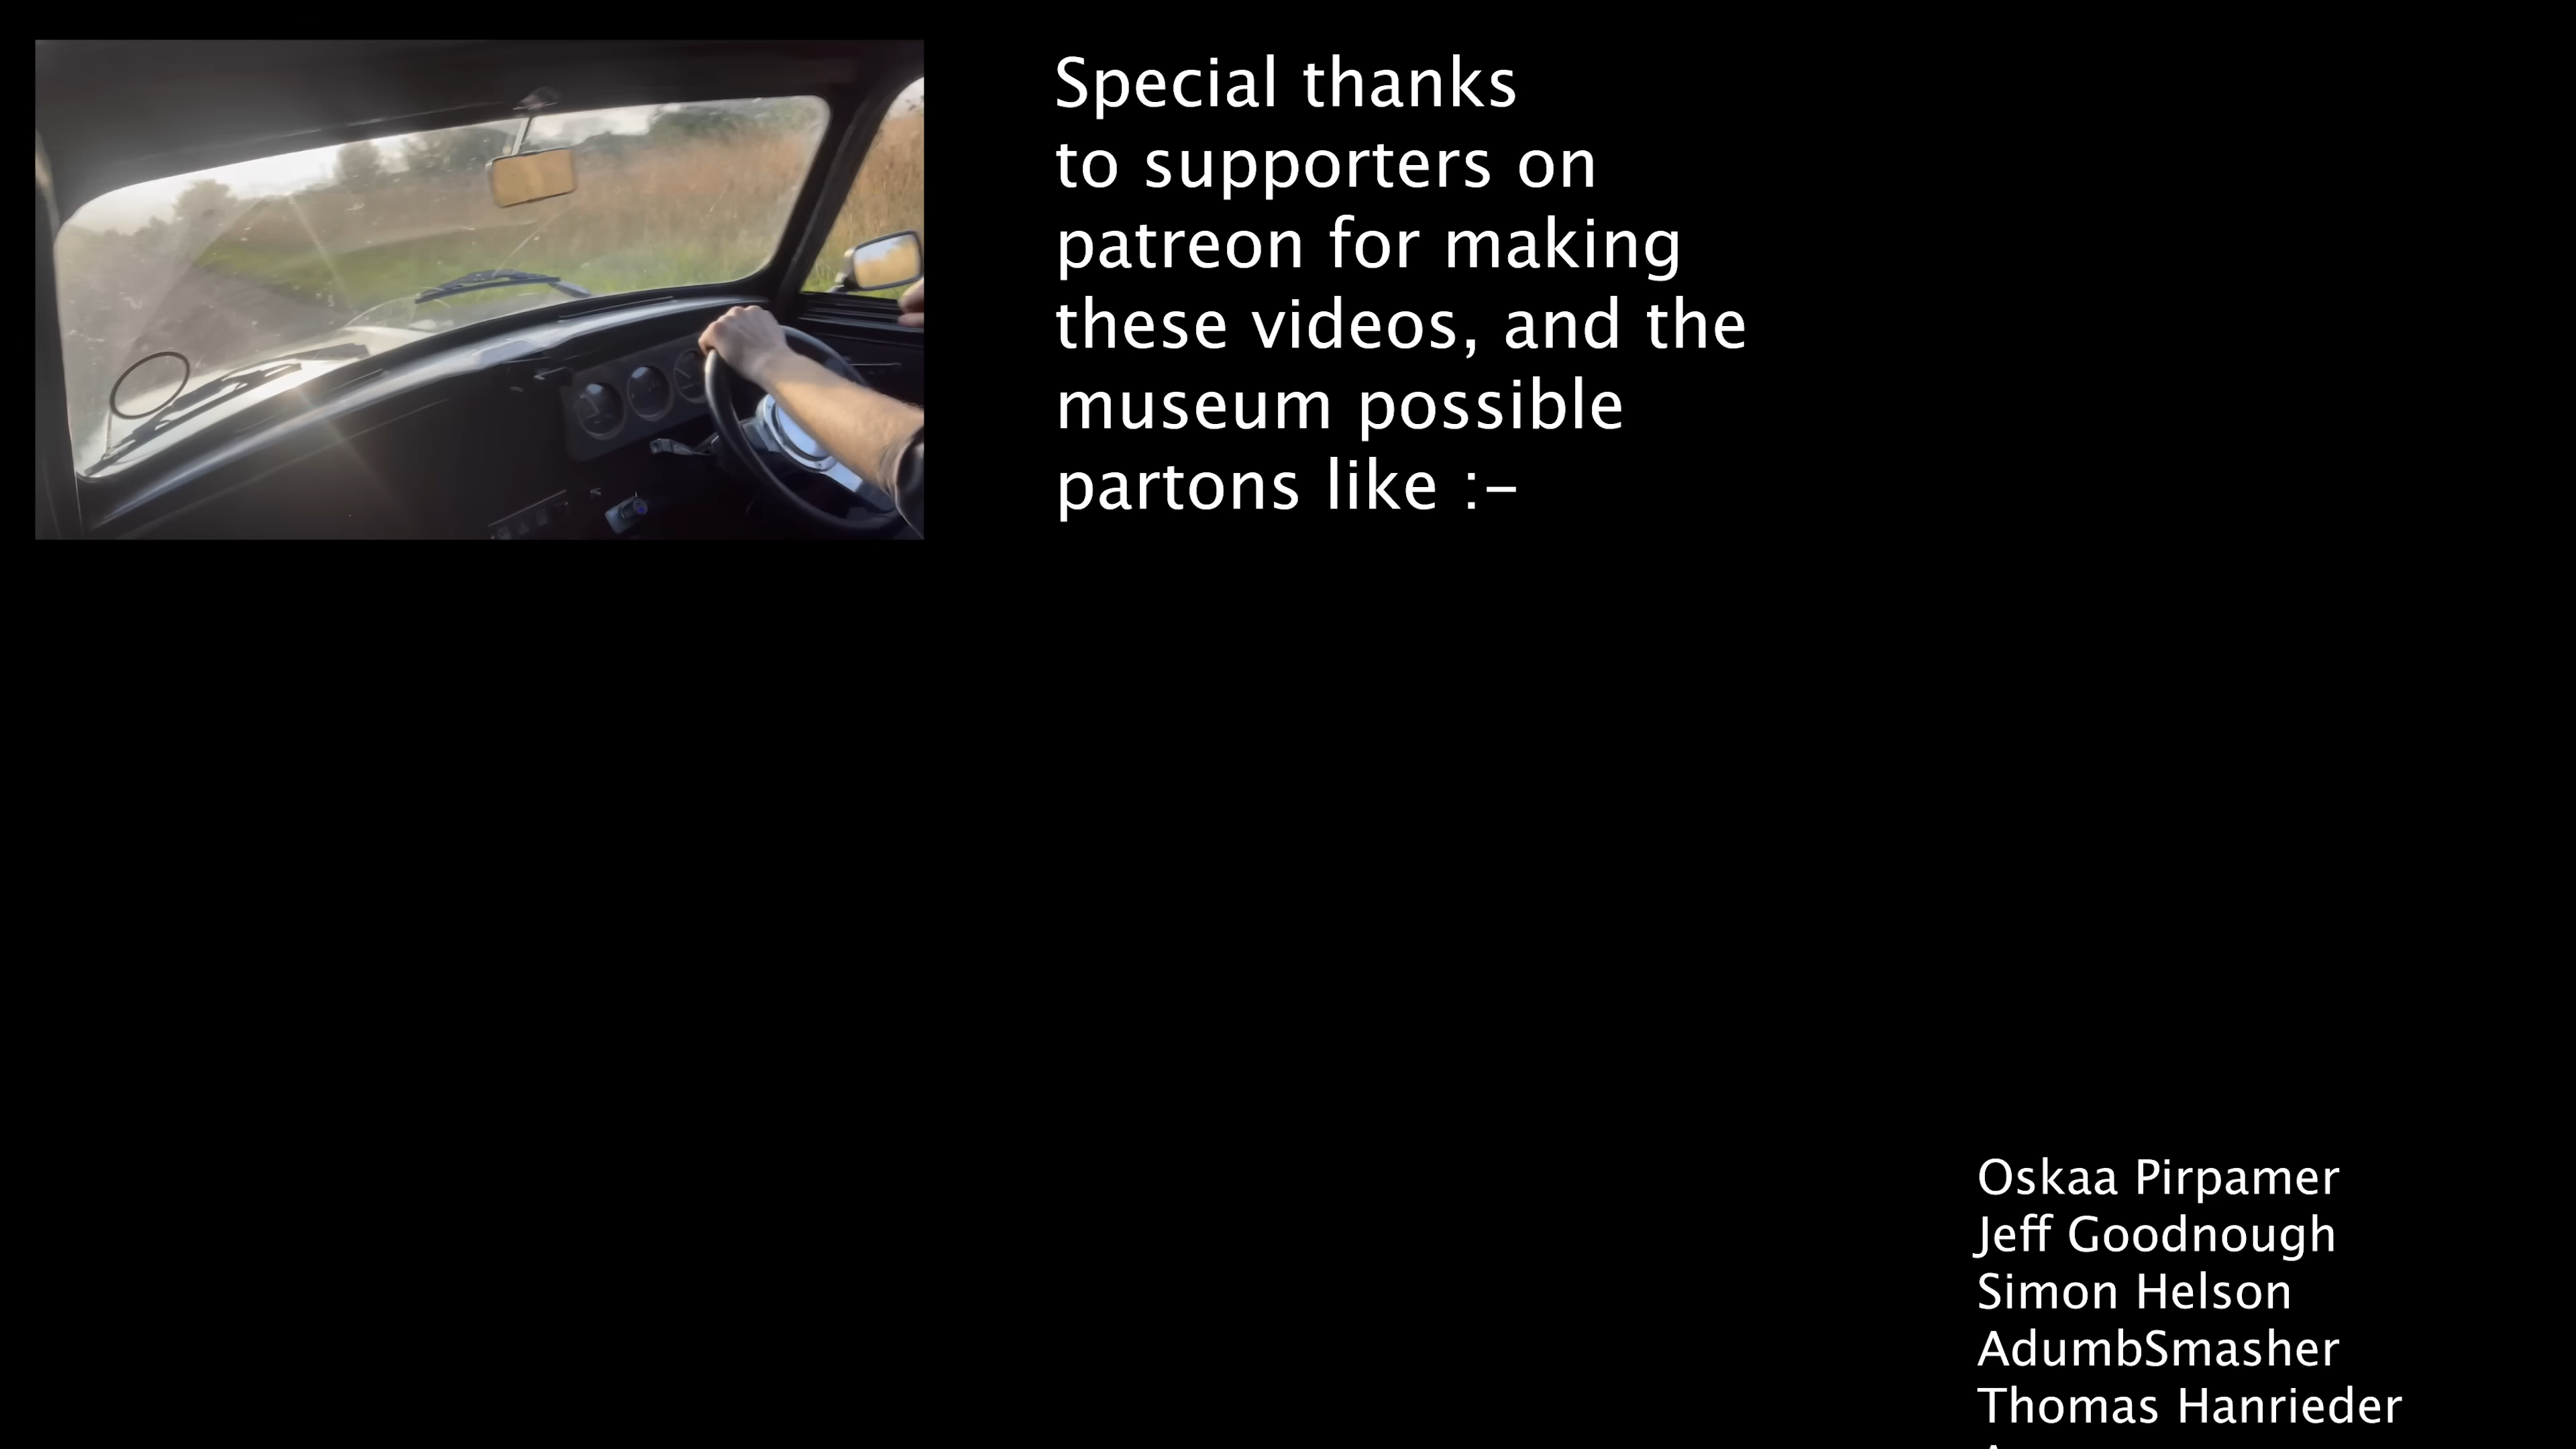 Special thanks
to supporters on
patreon for making
these videos, and the
museum possible
partons like :-
Oskaa Pirpamer
Jeff Goodnough
Simon Helson
AdumbSmasher
Thomas Hanrieder